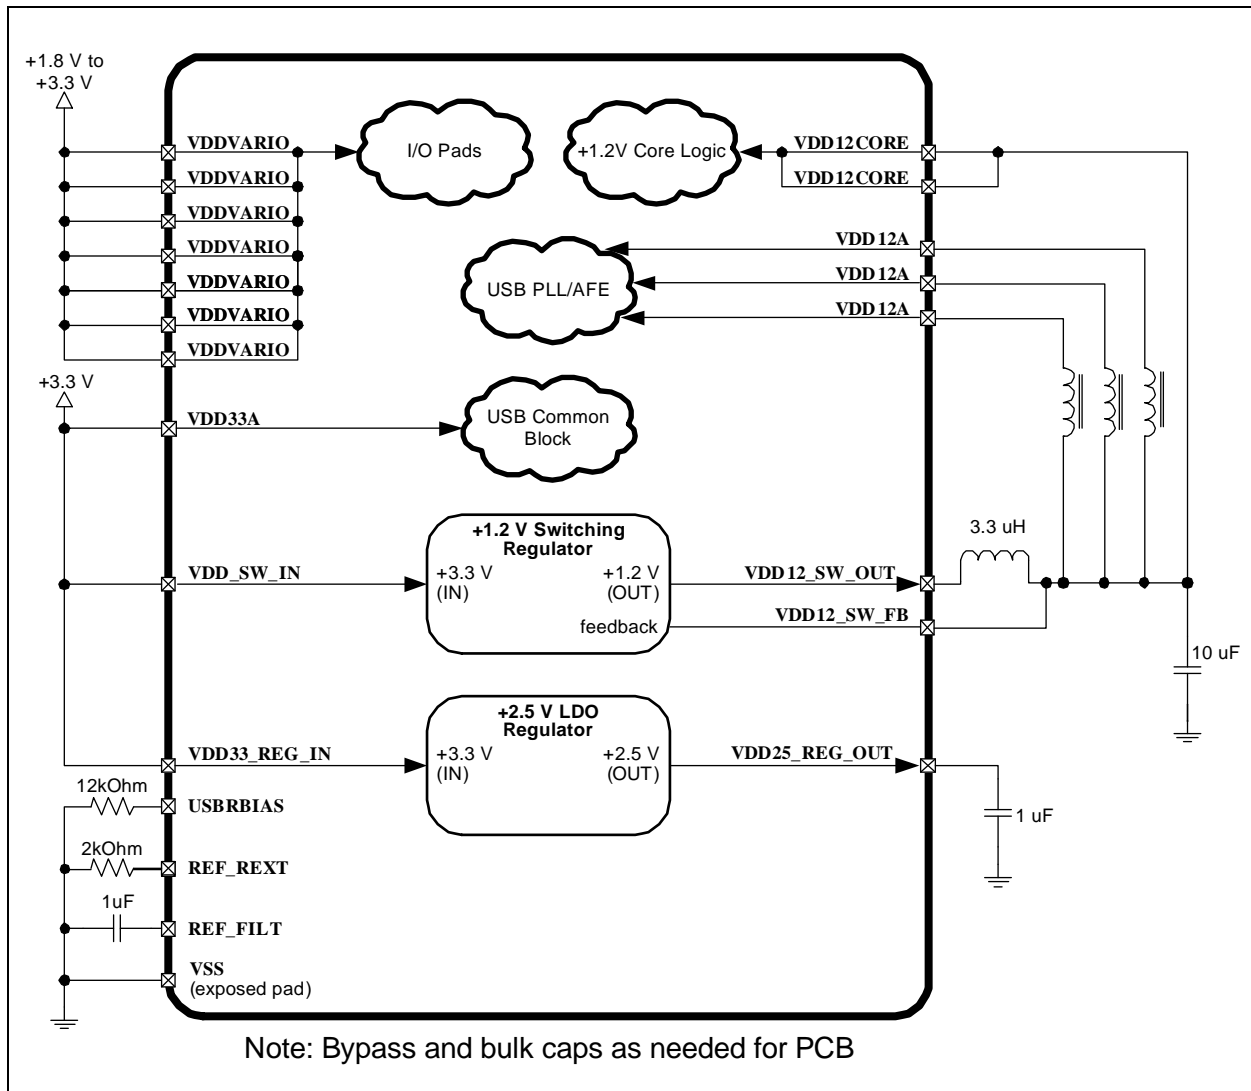 +1.8 V to
+3.3 V
VDDVARIO
VDDVARIO
VDDVARIO
VDDVARIO
VDDVARIO
VDDVARIO
VDDVARIO
I/O Pads
+1.2V Core Logic
VDD12CORE
VDD12CORE
VDD12A
VDD12A
VDD12A
USB PLL/AFE
+3.3 V
VDD33A
USB Common
Block
+1.2 V Switching
Regulator
+3.3 V
(IN)
+1.2 V
(OUT)
feedback
VDD_SW_IN
VDD12_SW_OUT
VDD12_SW_FB
3.3 uH
10 uF
+2.5 V LDO
Regulator
+3.3 V
(IN)
+2.5 V
(OUT)
VDD33_REG_IN
VDD25_REG_OUT
1 uF
12kOhm
USBRBIAS
2kOhm
REF_REXT
1uF
REF_FILT
VSS
(exposed pad)
Note: Bypass and bulk caps as needed for PCB